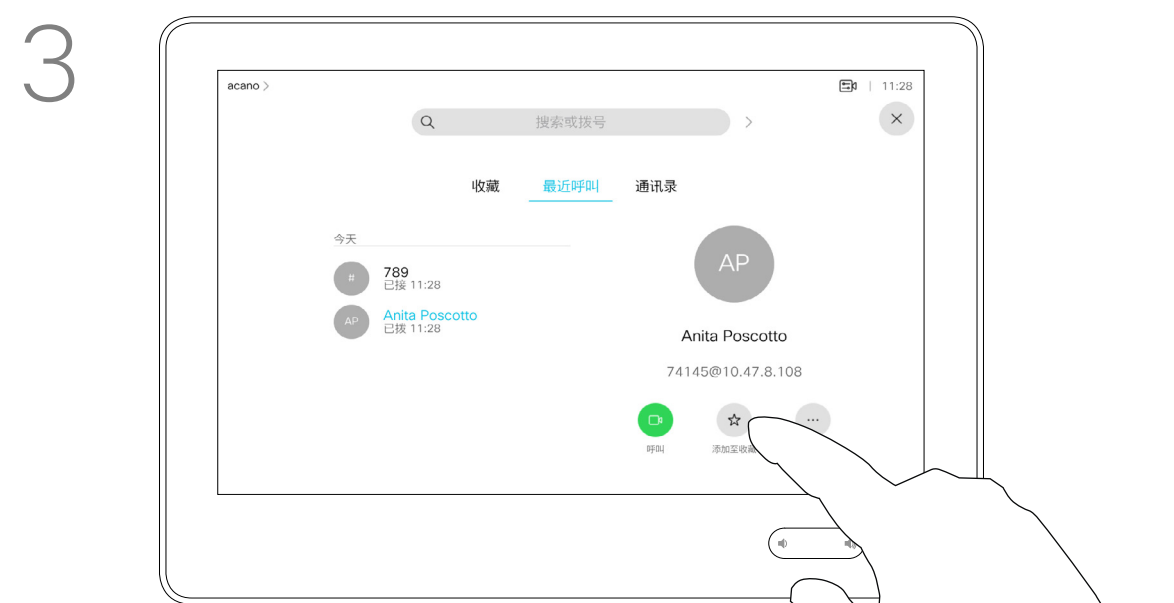 3
acano >
11:28
搜索或拨号
收藏 最近呼叫 通讯录
今天
# 789
已接 11:28
AP Anita Poscotto
已拨 11:28
AP
Anita Poscotto
74145@10.47.8.108
...
呼叫 添加至收藏